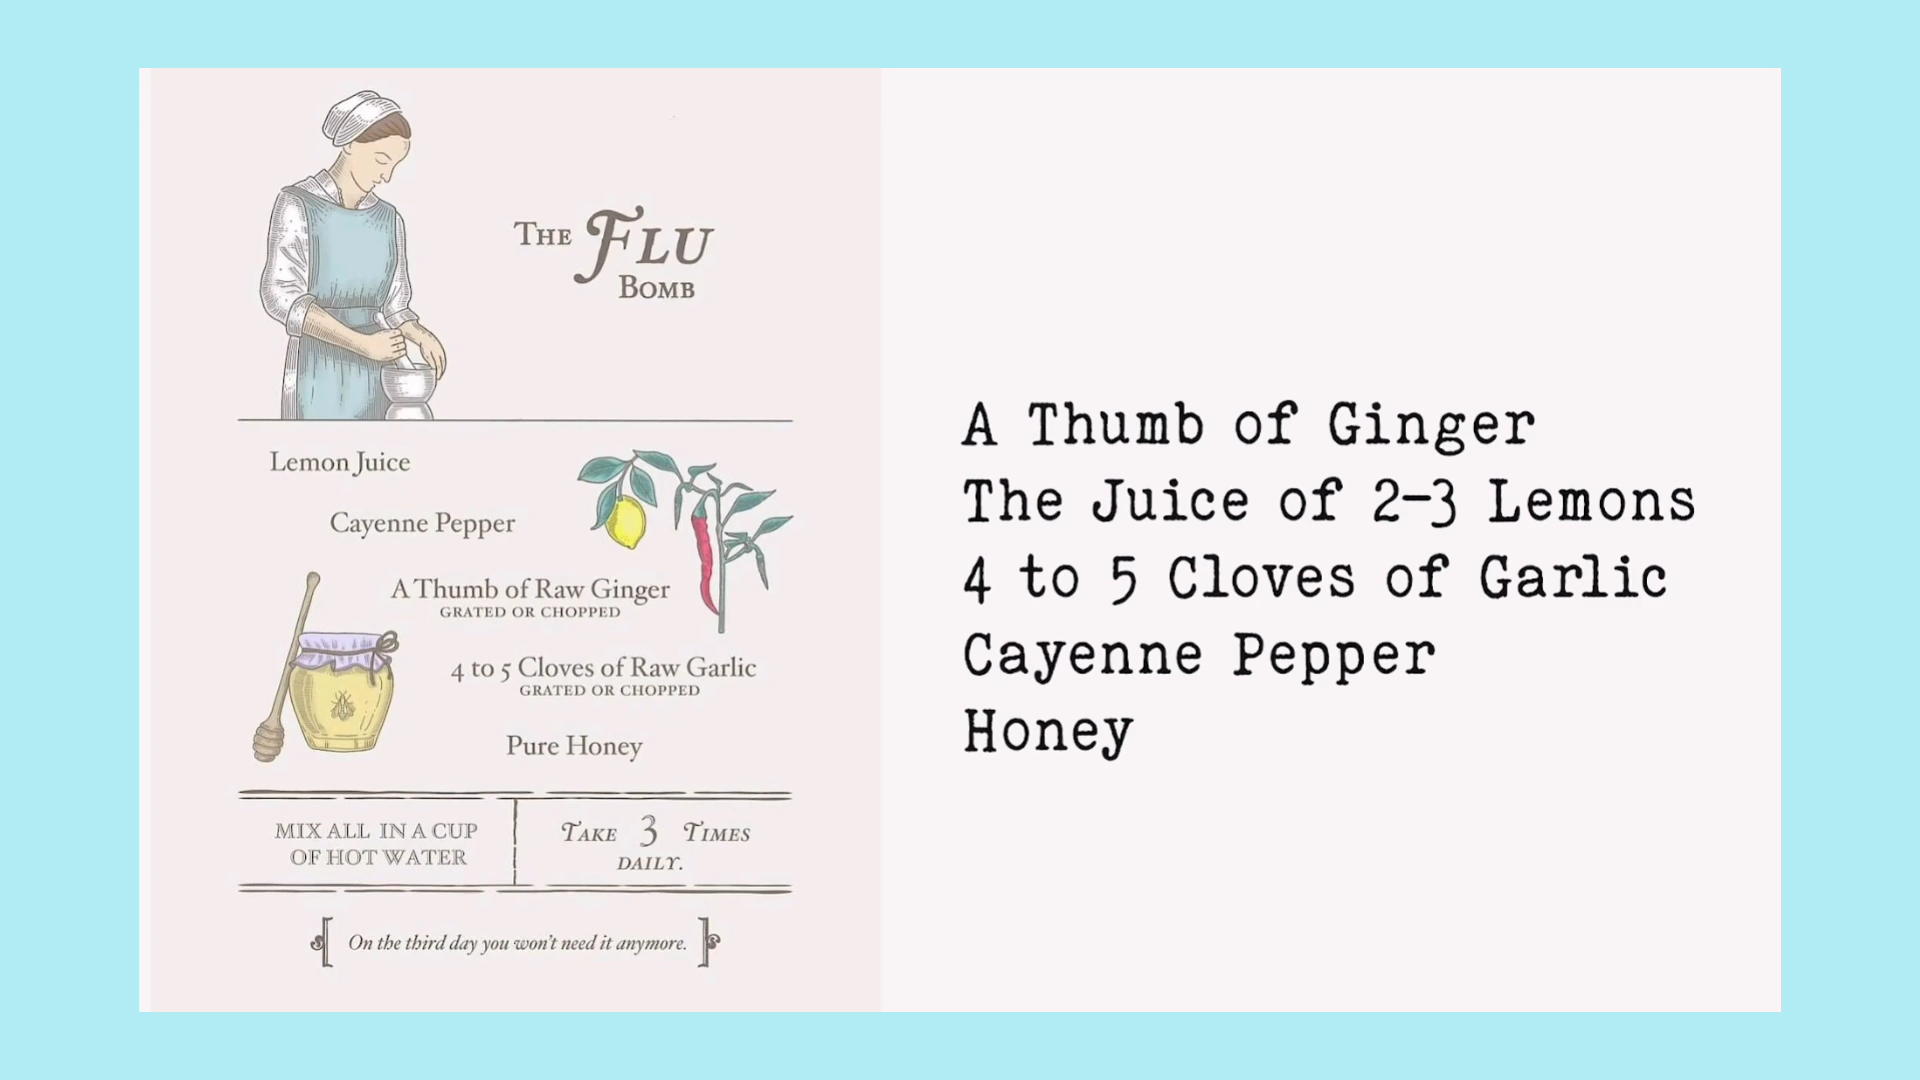 The Flu
Bomb
Lemon Juice
Cayenne Pepper
A Thumb of Raw Ginger
GRATED OR CHOPPED
4 to 5 Cloves of Raw Garlic
GRATED OR CHOPPED
Pure Honey
MIX ALL IN A CUP
OF HOT WATER
Take 3 Times
DAILY.
On the third day you won't need it anymore.
A Thumb of Ginger
The Juice of 2-3 Lemons
4 to 5 Cloves of Garlic
Cayenne Pepper
Honey